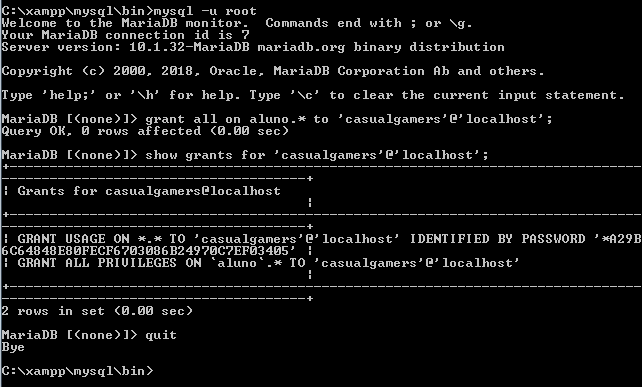 C:\xampp\mysql\bin>mysql -u root
Welcome to the MariaDB monitor.  Commands end with ; or \g.
Your MariaDB connection id is 7
Server version: 10.1.32-MariaDB mariadb.org binary distribution
Copyright (c) 2000, 2018, Oracle, MariaDB Corporation Ab and others.
Type 'help;' or '\h' for help. Type '\c' to clear the current input statement.
MariaDB [(none)]> grant all on aluno.* to 'casualgamers'@'localhost';
Query OK, 0 rows affected (0.00 sec)
MariaDB [(none)]> show grants for 'casualgamers'@'localhost';
+--------------------------------------------------------------------------------
--------------------------------------+
| Grants for casualgamers@localhost
                                      |
+--------------------------------------------------------------------------------
--------------------------------------+
| GRANT USAGE ON *.* TO 'casualgamers'@'localhost' IDENTIFIED BY PASSWORD '*A29B
6C64848E80FECF6703086B24970C7EF03405' |
| GRANT ALL PRIVILEGES ON `aluno`.* TO 'casualgamers'@'localhost'
                                      |
+--------------------------------------------------------------------------------
--------------------------------------+
2 rows in set (0.00 sec)
MariaDB [(none)]> quit
Bye
C:\xampp\mysql\bin>